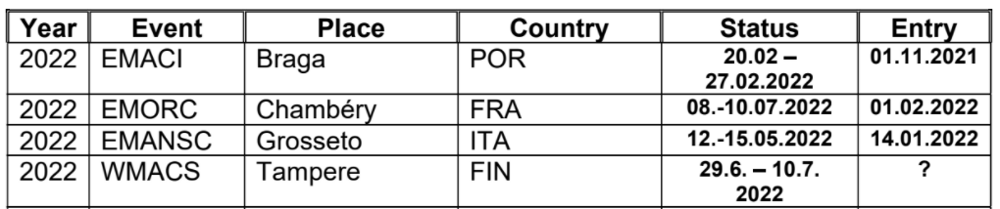 Year Event Place Country Status Entry
2022 EMACI Braga POR 20.02 – 01.11.2021
27.02.2022
2022 EMORC Chambéry FRA 08.-10.07.2022 01.02.2022
2022 EMANSC Grosseto ITA 12.-15.05.2022 14.01.2022
2022 WMACS Tampere FIN 29.6. – 10.7. ?
2022